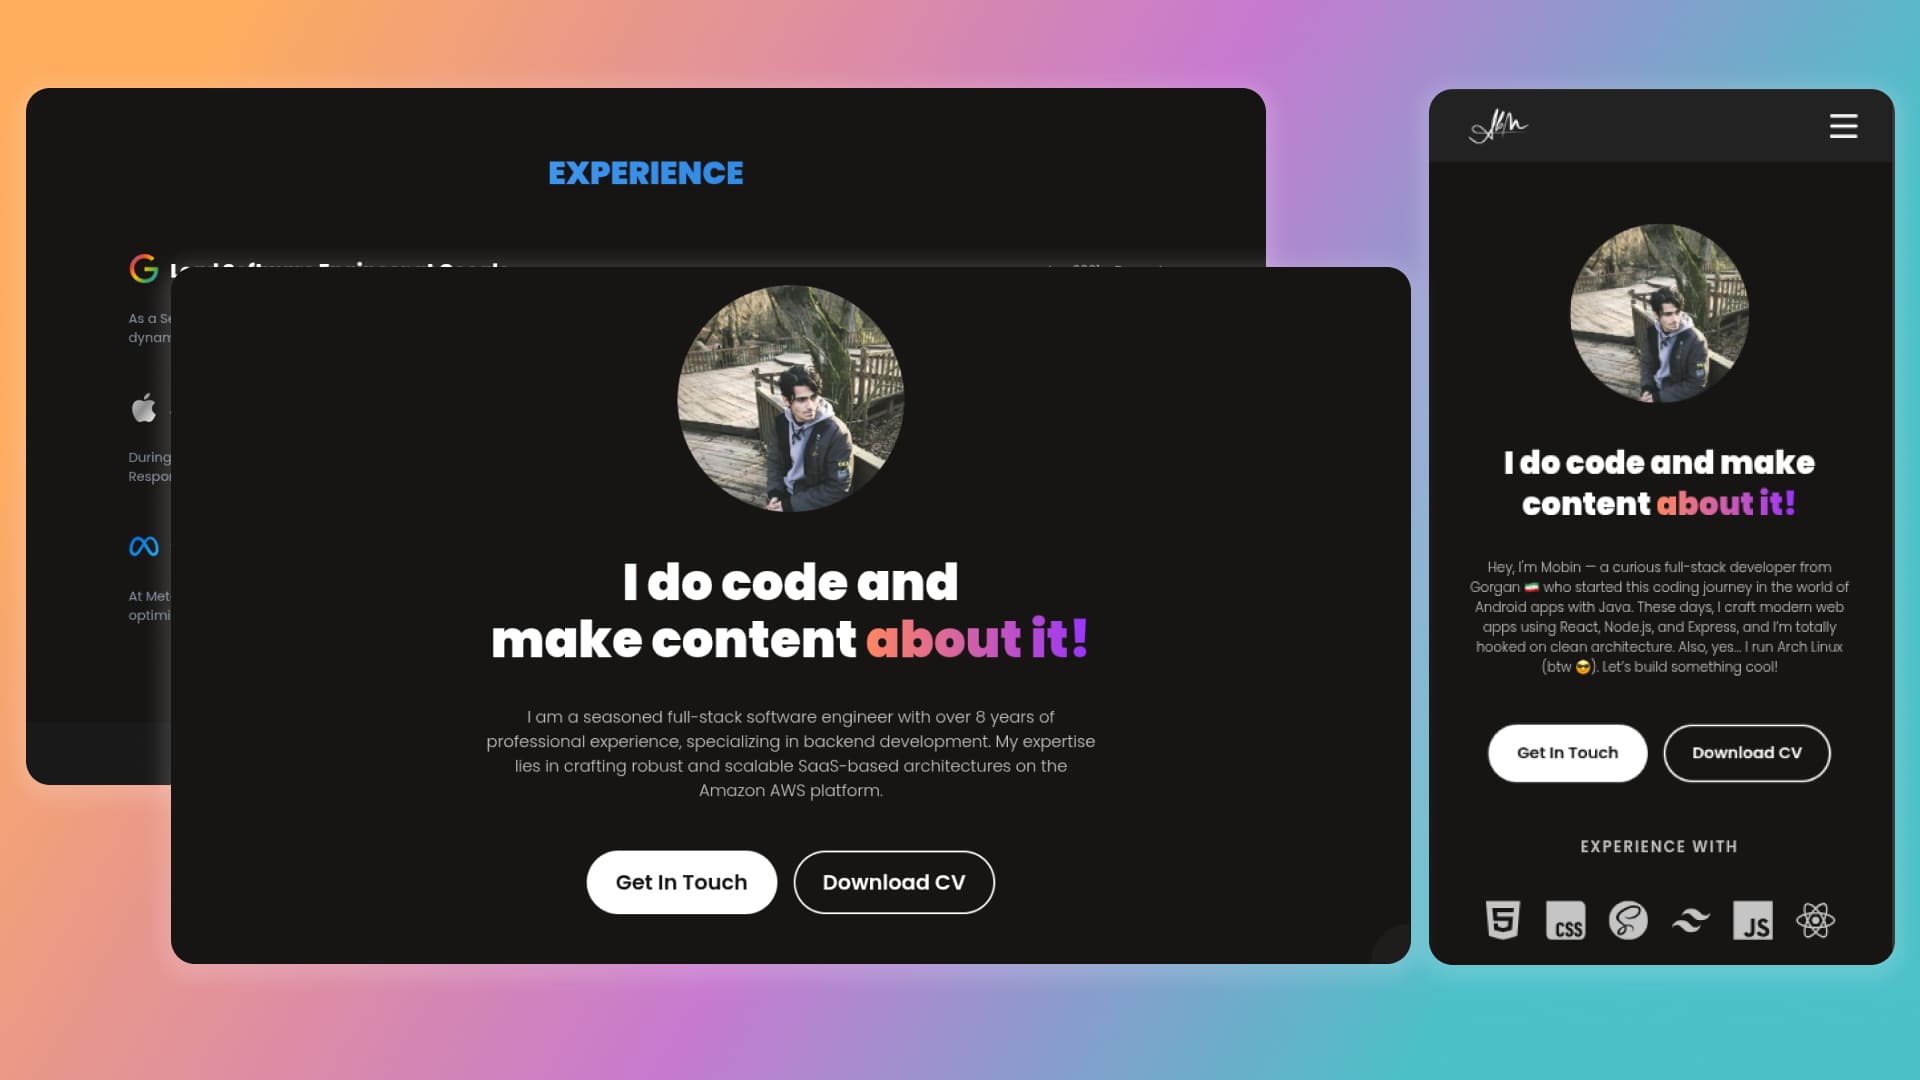 EXPERIENCE
As a
dynam
During
Respo
At Met
optimi
I do code and
make content about it!
I am a seasoned full-stack software engineer with over 8 years of
professional experience, specializing in backend development. My expertise
lies in crafting robust and scalable SaaS-based architectures on the
Amazon AWS platform.
Get In Touch
Download CV
I do code and make
content about it!
Hey, I'm Mobin — a curious full-stack developer from
Gorgan 🇮🇷 who started this coding journey in the world of
Android apps with Java. These days, I craft modern web
apps using React, Node.js, and Express, and I'm totally
hooked on clean architecture. Also, yes... I run Arch Linux
(btw 😎). Let's build something cool!
Get In Touch
Download CV
EXPERIENCE WITH
5
CSS
JS